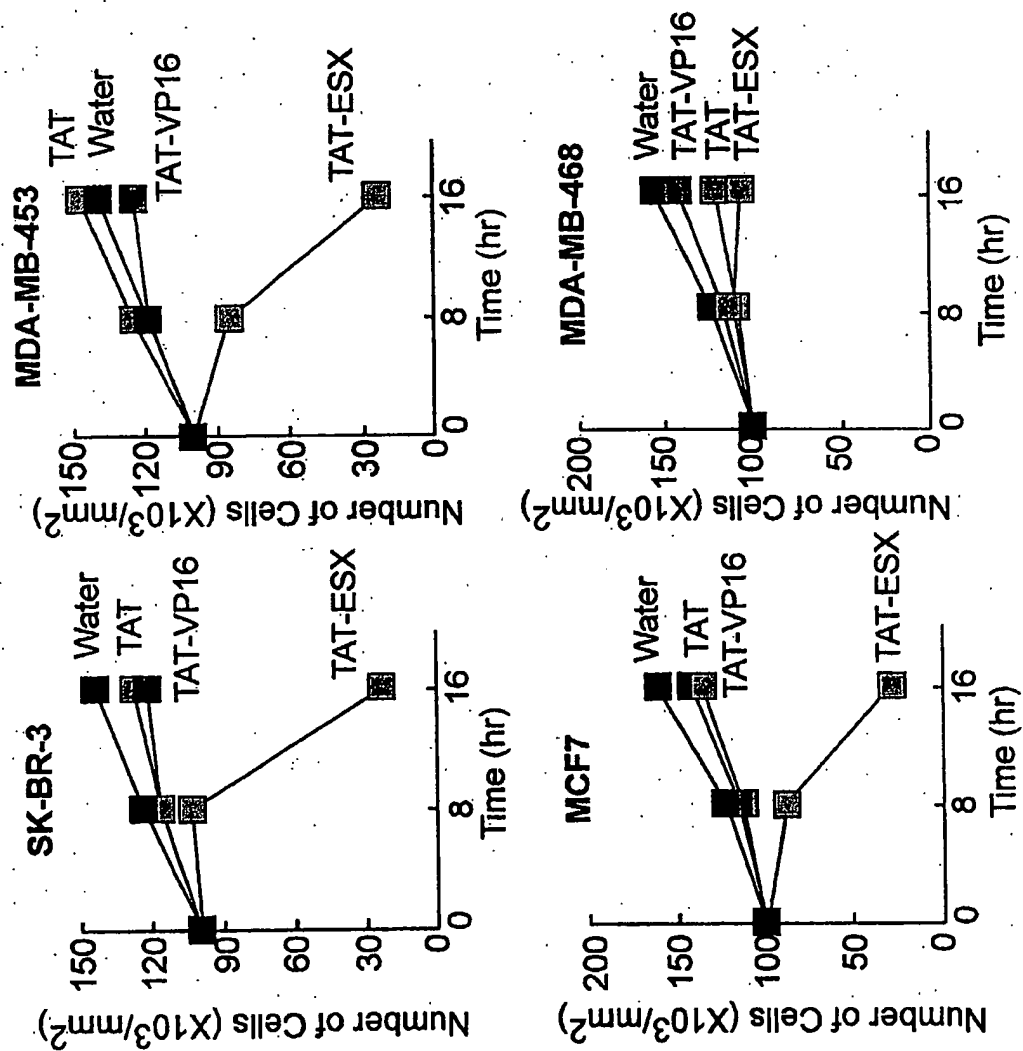 SK-BR-3
Number of Cells (X10³/mm²)
150
120
90
60
30
0
0
8
16
Time (hr)
Water
TAT
TAT-VP16
TAT-ESX
MDA-MB-453
Number of Cells (X10³/mm²)
150
120
90
60
30
0
0
8
16
Time (hr)
TAT
Water
TAT-VP16
TAT-ESX
MCF7
Number of Cells (X10³/mm²)
200
150
100
50
0
0
8
16
Time (hr)
Water
TAT
TAT-VP16
TAT-ESX
MDA-MB-468
Number of Cells (X10³/mm²)
200
150
100
50
0
0
8
16
Time (hr)
Water
TAT-VP16
TAT
TAT-ESX